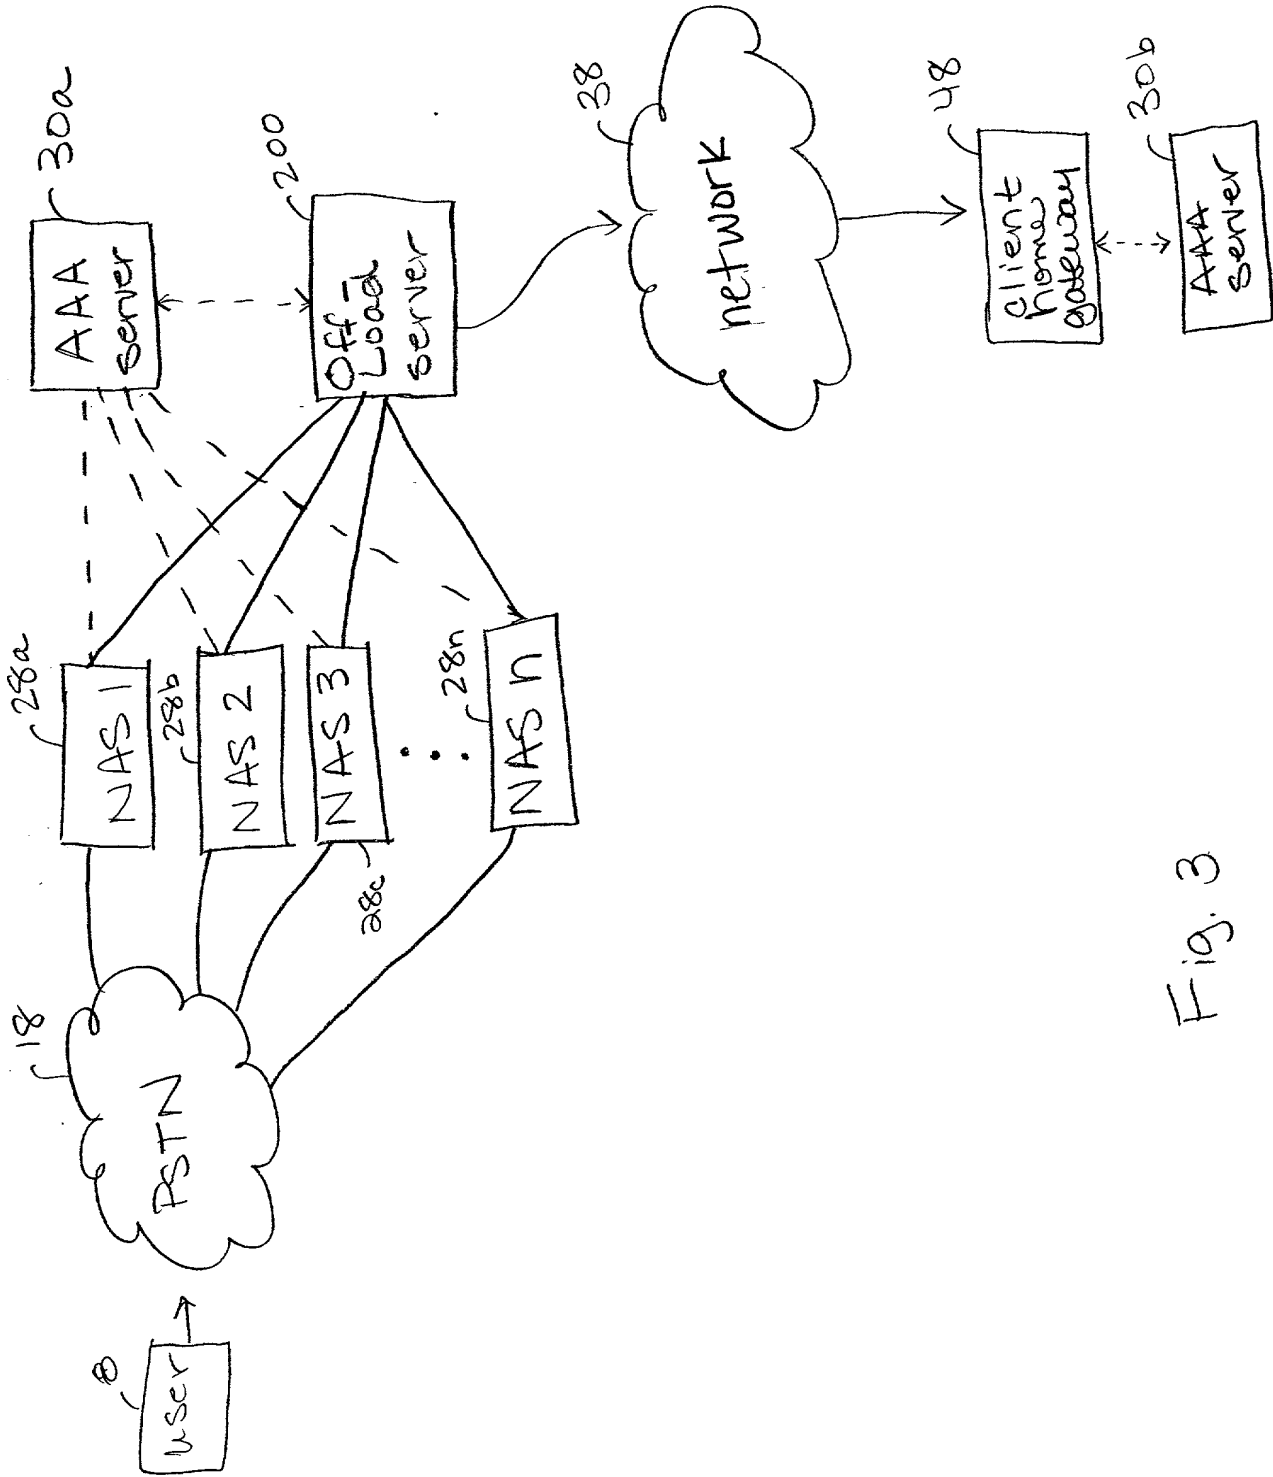 8
user
18
PSTN
28a
NAS 1
28b
NAS 2
28c
NAS 3
...
28n
NAS n
30a
AAA
server
200
Off-
Load
server
38
network
48
client
home
gateway
30b
AAA
server
Fig. 3